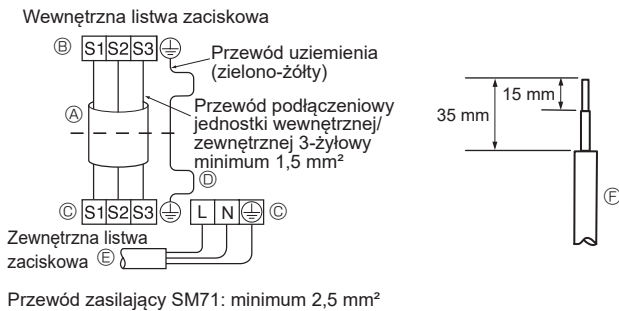 Wewnętrzna listwa zaciskowa
Ⓑ S1 S2 S3
Przewód uziemienia
(zielono-żółty)
Ⓐ
Przewód podłączeniowy
jednostki wewnętrznej/
zewnętrznej 3-żyłowy
minimum 1,5 mm²
Ⓓ
Ⓒ S1 S2 S3
L N Ⓒ
Zewnętrzna listwa
zaciskowa Ⓔ
Przewód zasilający SM71: minimum 2,5 mm²
15 mm
35 mm
Ⓕ